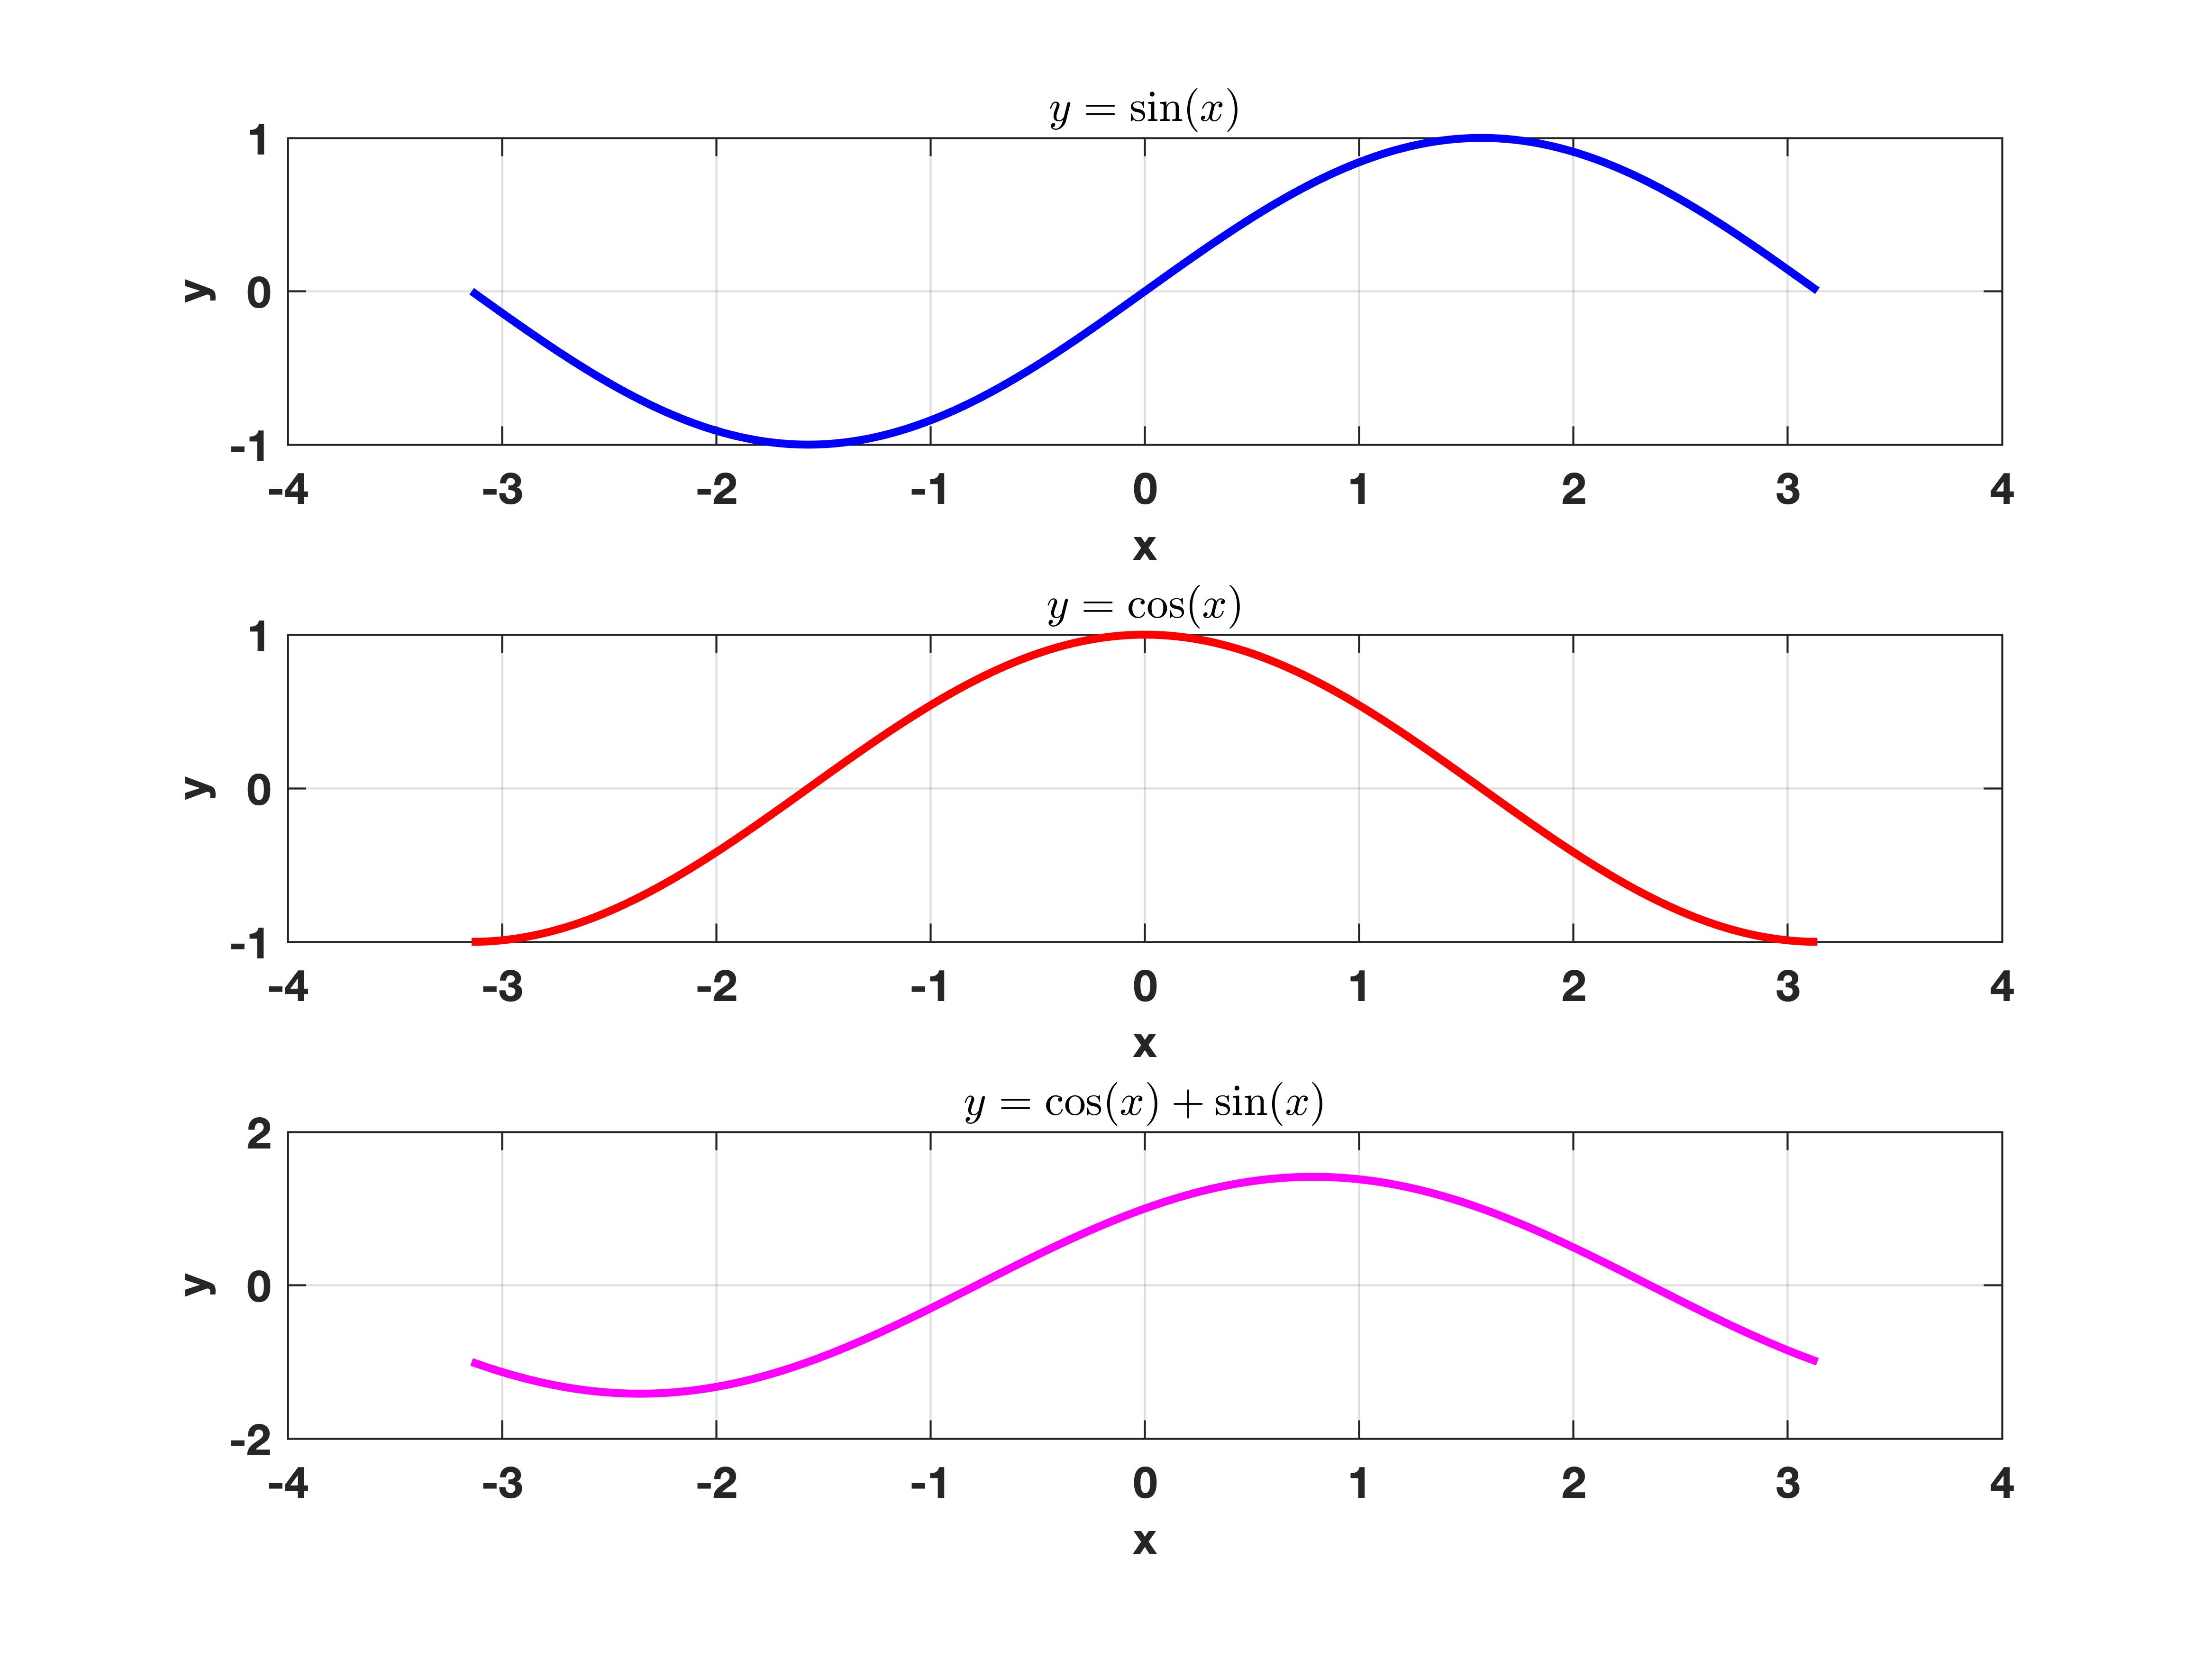 y = sin(x)
1
0
-1
y
-4 -3 -2 -1 0 1 2 3 4
x
y = cos(x)
1
0
-1
y
-4 -3 -2 -1 0 1 2 3 4
x
y = cos(x) + sin(x)
2
0
-2
y
-4 -3 -2 -1 0 1 2 3 4
x